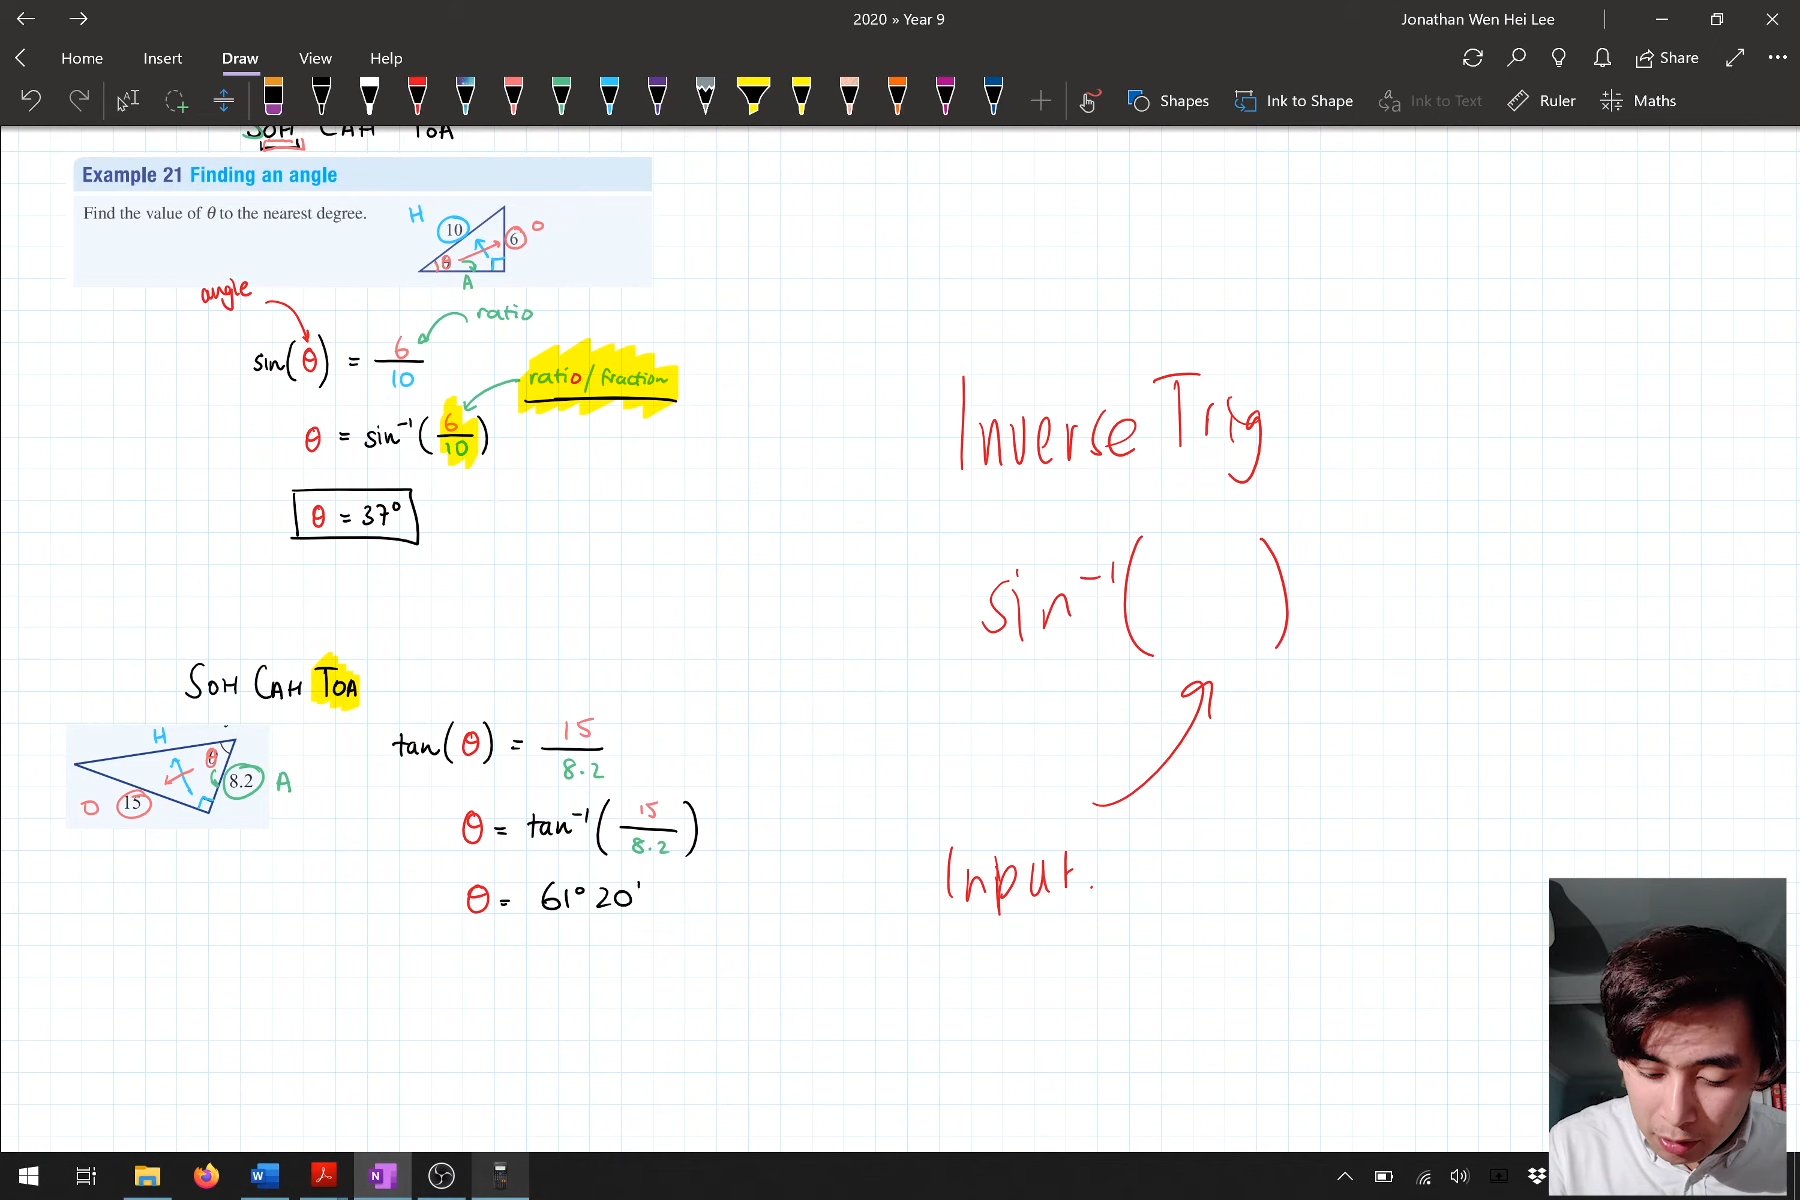 2020 » Year 9
Jonathan Wen Hei Lee
Home Insert Draw View Help
Share
Shapes Ink to Shape Ink to Text Ruler Maths
SOH CAH TOA
Example 21 Finding an angle
Find the value of θ to the nearest degree.
H
10
6
O
θ
A
angle
ratio
sin(θ) = 6/10
ratio/fraction
θ = sin⁻¹(6/10)
θ = 37°
SOH CAH TOA
H
θ
8.2 A
O 15
tan(θ) = 15/8.2
θ = tan⁻¹(15/8.2)
θ = 61° 20'
Inverse Trig
sin⁻¹( )
Input.